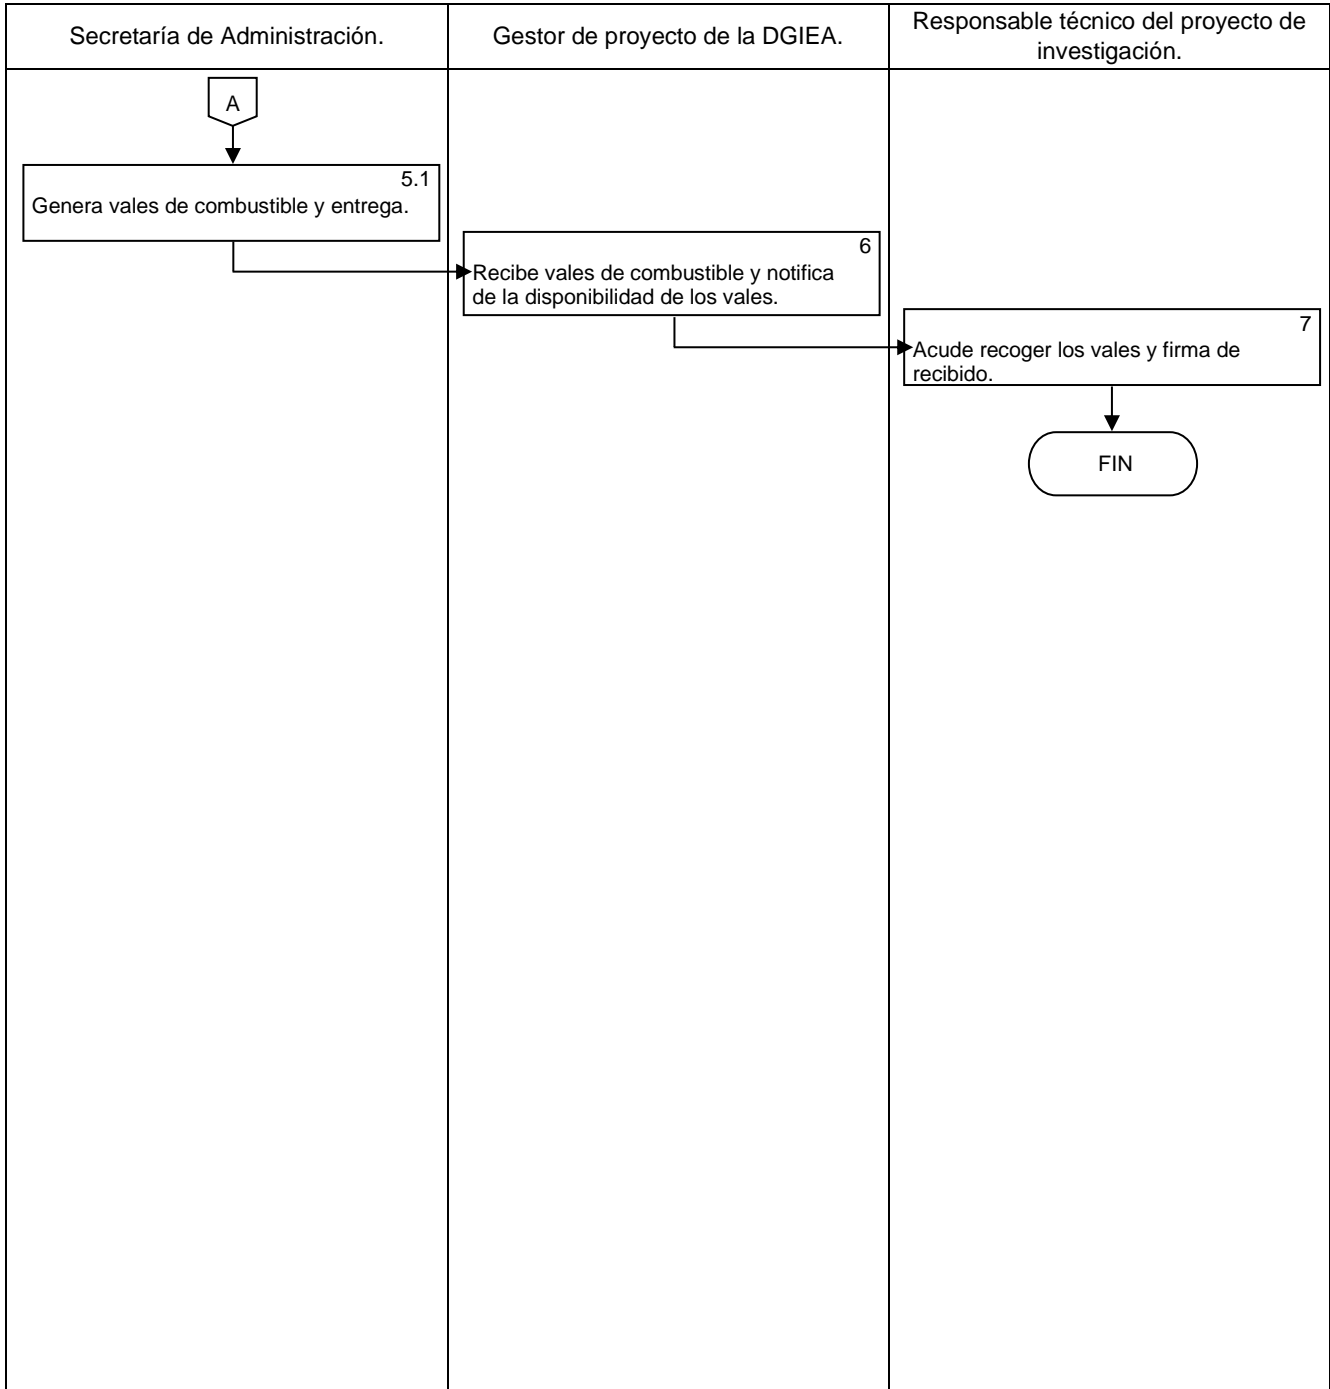 Secretaría de Administración.
Gestor de proyecto de la DGIEA.
Responsable técnico del proyecto de
investigación.
A
5.1
Genera vales de combustible y entrega.
6
Recibe vales de combustible y notifica
de la disponibilidad de los vales.
7
Acude recoger los vales y firma de
recibido.
FIN